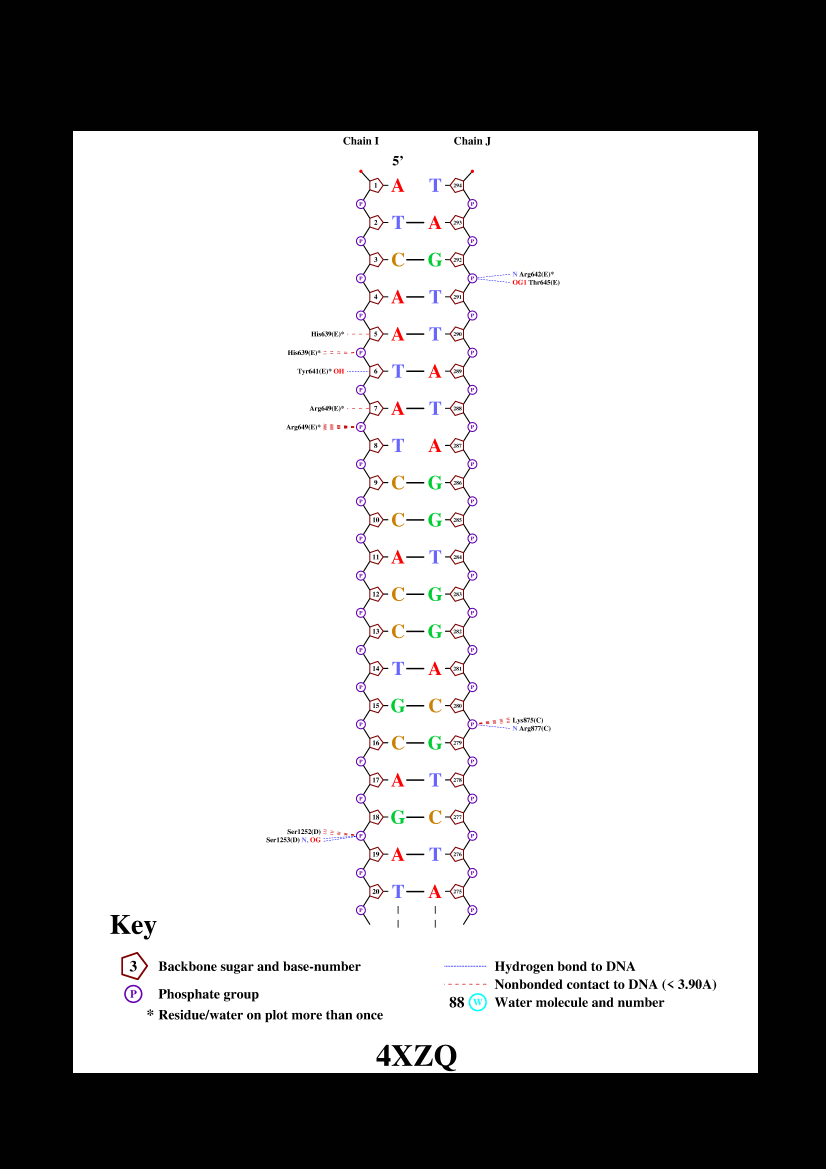 Chain I Chain J
5’
1 A T 294
P P
2 T A 293
P P
3 C G 292
N Arg642(E)*
P P
OG1 Thr645(E)
4 A T 291
P P
His639(E)* 5 A T 290
His639(E)* P P
Tyr641(E)* OH 6 T A 289
P P
Arg649(E)* 7 A T 288
Arg649(E)* P P
8 T A 287
P P
9 C G 286
P P
10 C G 285
P P
11 A T 284
P P
12 C G 283
P P
13 C G 282
P P
14 T A 281
P P
15 G C 280
Lys875(C)
P P
N Arg877(C)
16 C G 279
P P
17 A T 278
P P
18 G C 277
Ser1252(D)
P P
Ser1253(D) N, OG
19 A T 276
P P
20 T A 275
P P
Key
3 Backbone sugar and base-number
P Phosphate group
* Residue/water on plot more than once
Hydrogen bond to DNA
Nonbonded contact to DNA (< 3.90A)
88 W Water molecule and number
4XZQ